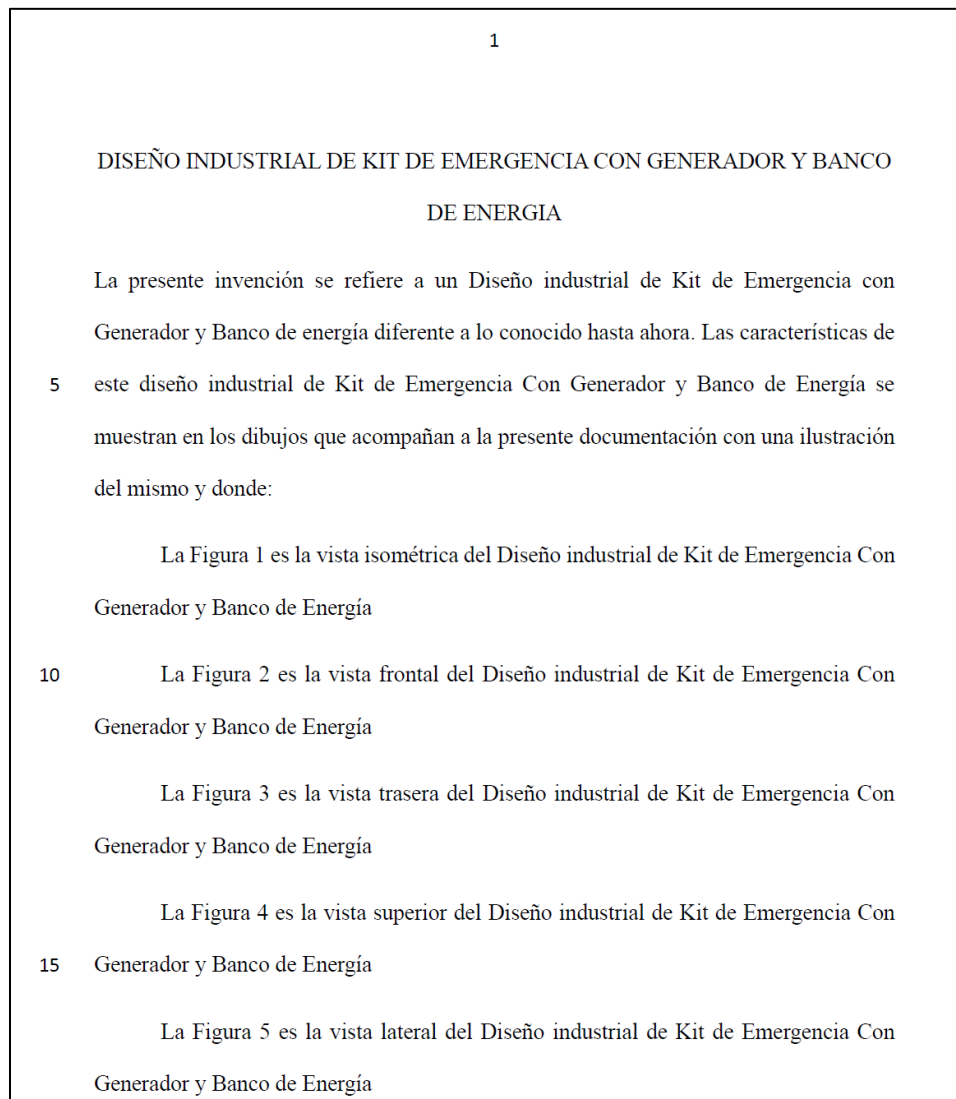 1
DISEÑO INDUSTRIAL DE KIT DE EMERGENCIA CON GENERADOR Y BANCO
DE ENERGIA
La presente invención se refiere a un Diseño industrial de Kit de Emergencia con
Generador y Banco de energía diferente a lo conocido hasta ahora. Las características de
5 este diseño industrial de Kit de Emergencia Con Generador y Banco de Energía se
muestran en los dibujos que acompañan a la presente documentación con una ilustración
del mismo y donde:
La Figura 1 es la vista isométrica del Diseño industrial de Kit de Emergencia Con
Generador y Banco de Energía
10 La Figura 2 es la vista frontal del Diseño industrial de Kit de Emergencia Con
Generador y Banco de Energía
La Figura 3 es la vista trasera del Diseño industrial de Kit de Emergencia Con
Generador y Banco de Energía
La Figura 4 es la vista superior del Diseño industrial de Kit de Emergencia Con
15 Generador y Banco de Energía
La Figura 5 es la vista lateral del Diseño industrial de Kit de Emergencia Con
Generador y Banco de Energía